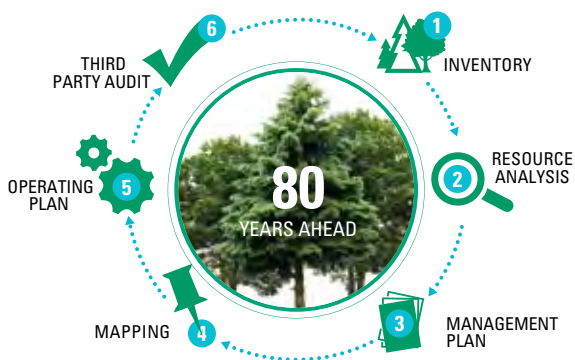 6
THIRD
PARTY AUDIT
1
INVENTORY
2
RESOURCE
ANALYSIS
80
YEARS AHEAD
5
OPERATING
PLAN
3
MANAGEMENT
PLAN
4
MAPPING